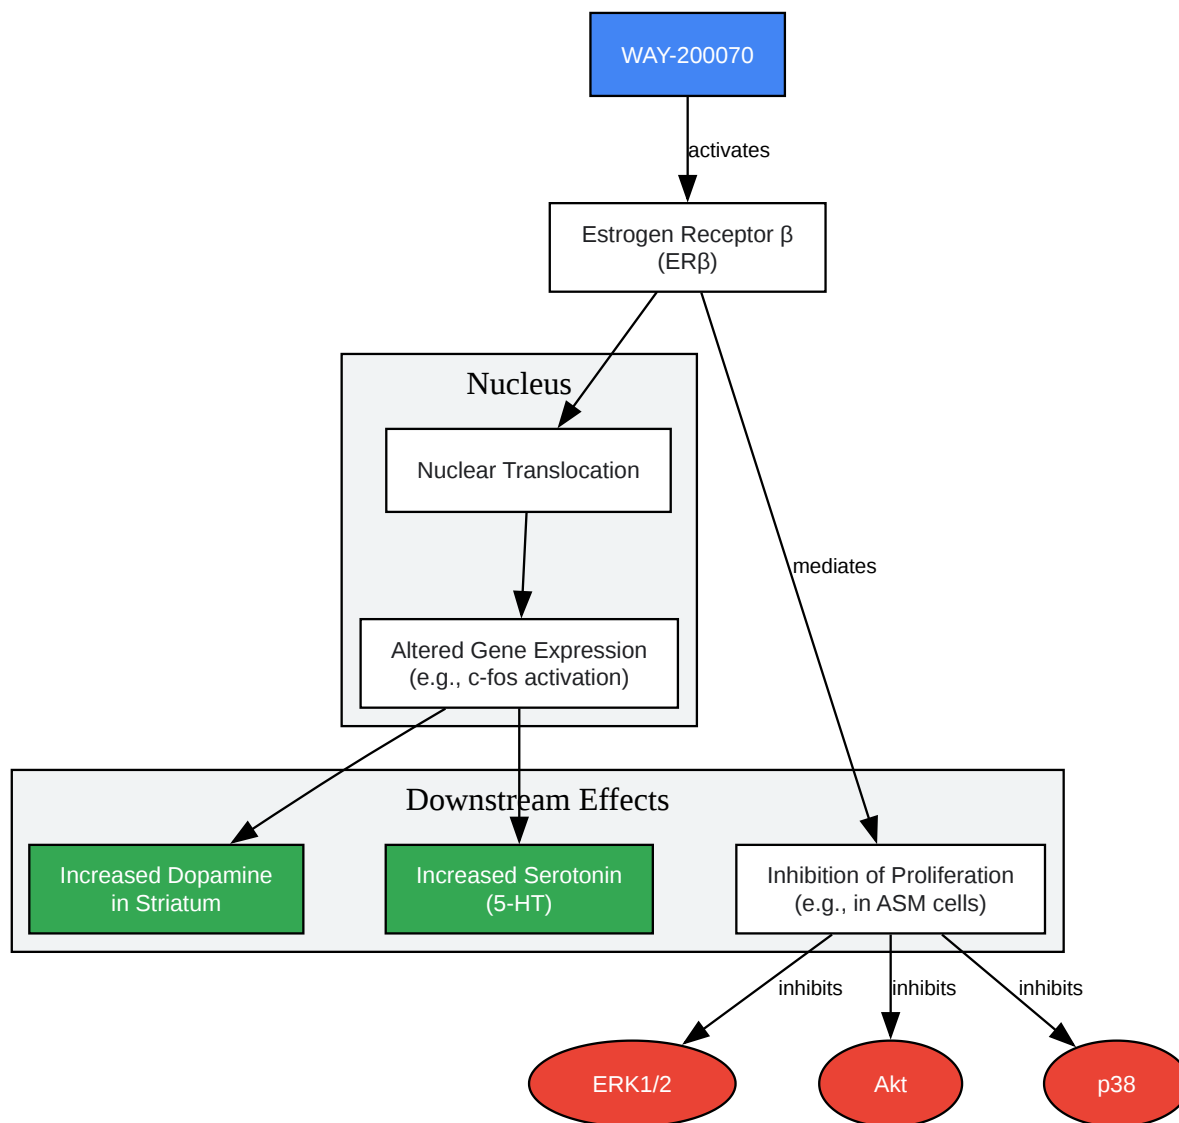 WAY-200070
activates
Estrogen Receptor β
(ERβ)
Nucleus
Nuclear Translocation
mediates
Altered Gene Expression
(e.g., c-fos activation)
Downstream Effects
Increased Dopamine
in Striatum
Increased Serotonin
(5-HT)
Inhibition of Proliferation
(e.g., in ASM cells)
inhibits
inhibits
inhibits
ERK1/2
Akt
p38